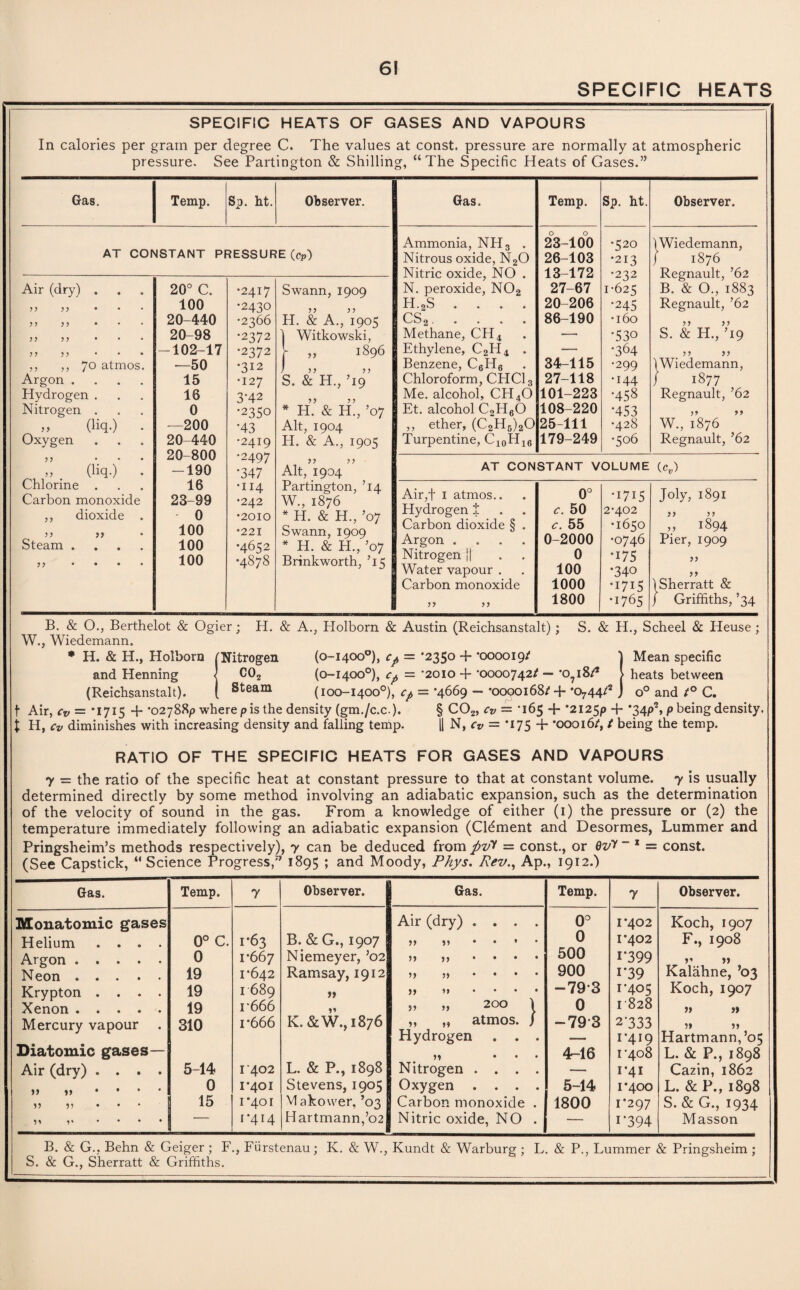 61
SPECIFIC HEATS
SPECIFIC HEATS OF GASES AND VAPOURS
In calories per gram per degree C. The values at const. pressure are normally at atmospheric
pressure. See Partington & Shilling, “The Specific Heats of Gases.”
Gas. Temp. Sp. ht. Observer.
AT CONSTANT PRESSURE (cp)
Air (dry) . . . 20° C. ·2417 Swann, 1909
,, ,, . . . 100 ·2430 ,, ,,
,, ,, . . . 20-440 ·2366 H. & A., 1905
,, ,, . . . 20-98 ·2372 } Witkowski,
,, ,, . . . —102-17 ·2372 } ,, 1896
,, ,, 70 atmos. —50 ·312 } ,, ,,
Argon . . . . 15 ·127 S. & H., ’19
Hydrogen . . . 16 3·42 ,, ,,
Nitrogen . . . 0 ·2350 * H. & H., ’07
,, (liq.) . —200 ·43 Alt, 1904
Oxygen . . . 20-440 ·2419 H. & A., 1905
,, . . . 20-800 ·2497 ,, ,,
,, (liq.) . —190 ·347 Alt, 1904
Chlorine . . . 16 ·114 Partington, ’14
Carbon monoxide 23-99 ·242 W., 1876
,, dioxide . 0 ·2010 * H. & H., ’07
,, ,, . 100 ·221 Swann, 1909
Steam . . . . 100 ·4652 * H. & H., ’07
,, . . . . 100 ·4878 Brinkworth, ’15
Gas. Temp. Sp. ht. Observer.
Ammonia, NH₃ . 23°-100° ·520 } Wiedemann,
Nitrous oxide, N₂O 26-103 ·213 } 1876
Nitric oxide, NO . 13-172 ·232 Regnault, ’62
N. peroxide, NO₂ 27-67 1·625 B. & O., 1883
H₂S . . . . 20-206 ·245 Regnault, ’62
CS₂ . . . . 86-190 ·160 ,, ,,
Methane, CH₄ . — ·530 S. & H., ’19
Ethylene, C₂H₄ . — ·364 ,, ,,
Benzene, C₆H₆ . 34-115 ·299 } Wiedemann,
Chloroform, CHCl₃ 27-118 ·144 } 1877
Me. alcohol, CH₄O 101-223 ·458 Regnault, ’62
Et. alcohol C₂H₆O 108-220 ·453 ,, ,,
,, ether, (C₂H₅)₂O 25-111 ·428 W., 1876
Turpentine, C₁₀H₁₆ 179-249 ·506 Regnault, ’62
AT CONSTANT VOLUME (cᵥ)
Air,† 1 atmos.. . 0° ·1715 Joly, 1891
Hydrogen ‡ . . c. 50 2·402 ,, ,,
Carbon dioxide § . c. 55 ·1650 ,, 1894
Argon . . . . 0-2000 ·0746 Pier, 1909
Nitrogen || . . 0 ·175 ,,
Water vapour . . 100 ·340 ,,
Carbon monoxide 1000 ·1715 } Sherratt &
,, ,, 1800 ·1765 } Griffiths, ’34
B. & O., Berthelot & Ogier; H. & A., Holborn & Austin (Reichsanstalt); S. & H., Scheel & Heuse;
W., Wiedemann.
* H. & H., Holborn { Nitrogen (0-1400°), cp = ·2350 + ·000019t } Mean specific
and Henning { CO₂ (0-1400°), cp = ·2010 + ·0000742t — ·0₇18t² } heats between
(Reichsanstalt). { Steam (100-1400°), cp = ·4669 — ·0000168t + ·0₇44t² } 0° and t° C.
† Air, cv = ·1715 + ·02788ρ where ρ is the density (gm./c.c.). § CO₂, cv = ·165 + ·2125ρ + ·34ρ², ρ being density.
‡ H, cv diminishes with increasing density and falling temp. || N, cv = ·175 + ·00016t, t being the temp.
RATIO OF THE SPECIFIC HEATS FOR GASES AND VAPOURS
γ = the ratio of the specific heat at constant pressure to that at constant volume. γ is usually
determined directly by some method involving an adiabatic expansion, such as the determination
of the velocity of sound in the gas. From a knowledge of either (1) the pressure or (2) the
temperature immediately following an adiabatic expansion (Clément and Desormes, Lummer and
Pringsheim’s methods respectively), γ can be deduced from pvᵞ = const., or θvᵞ⁻¹ = const.
(See Capstick, “Science Progress,” 1895 ; and Moody, Phys. Rev., Ap., 1912.)
Gas. Temp. γ Observer.
Monatomic gases
Helium . . . . 0° C. 1·63 B. & G., 1907
Argon . . . . . 0 1·667 Niemeyer, ’02
Neon . . . . . 19 1·642 Ramsay, 1912
Krypton . . . . 19 1·689 ,,
Xenon . . . . . 19 1·666 ,,
Mercury vapour . 310 1·666 K. & W., 1876
Diatomic gases—
Air (dry) . . . . 5-14 1·402 L. & P., 1898
,, ,, . . . . 0 1·401 Stevens, 1905
,, ,, . . . . 15 1·401 Makower, ’03
,, ,, . . . . — 1·414 Hartmann, ’02
Gas. Temp. γ Observer.
Air (dry) . . . . 0° 1·402 Koch, 1907
,, ,, . . . . 0 1·402 F., 1908
,, ,, . . . . 500 1·399 ,, ,,
,, ,, . . . . 900 1·39 Kalähne, ’03
,, ,, . . . . —79·3 1·405 Koch, 1907
,, ,, 200 } 0 1·828 ,, ,,
,, ,, atmos. } —79·3 2·333 ,, ,,
Hydrogen . . . — 1·419 Hartmann, ’05
,, . . . 4-16 1·408 L. & P., 1898
Nitrogen . . . . — 1·41 Cazin, 1862
Oxygen . . . . 5-14 1·400 L. & P., 1898
Carbon monoxide . 1800 1·297 S. & G., 1934
Nitric oxide, NO . — 1·394 Masson
B. & G., Behn & Geiger; F., Fürstenau; K. & W., Kundt & Warburg; L. & P., Lummer & Pringsheim;
S. & G., Sherratt & Griffiths.